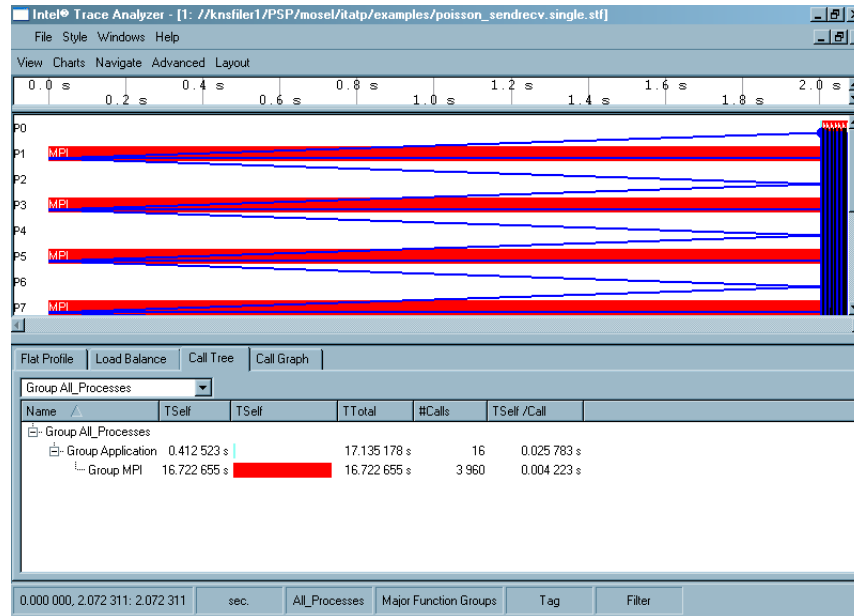 Intel® Trace Analyzer - [1: //knsfiler1/PSP/mosel/itatp/examples/poisson_sendrecv.single.stf]
File Style Windows Help
View Charts Navigate Advanced Layout
0.0 s 0.4 s 0.8 s 1.2 s 1.6 s 2.0 s
0.2 s 0.6 s 1.0 s 1.4 s 1.8 s
P0
P1 MPI
P2
P3 MPI
P4
P5 MPI
P6
P7 MPI
Flat Profile Load Balance Call Tree Call Graph
Group All_Processes
Name TSelf TSelf TTotal #Calls TSelf /Call
Group All_Processes
Group Application 0.412 523 s 17.135 178 s 16 0.025 783 s
Group MPI 16.722 655 s 16.722 655 s 3 960 0.004 223 s
0.000 000, 2.072 311: 2.072 311 sec. All_Processes Major Function Groups Tag Filter